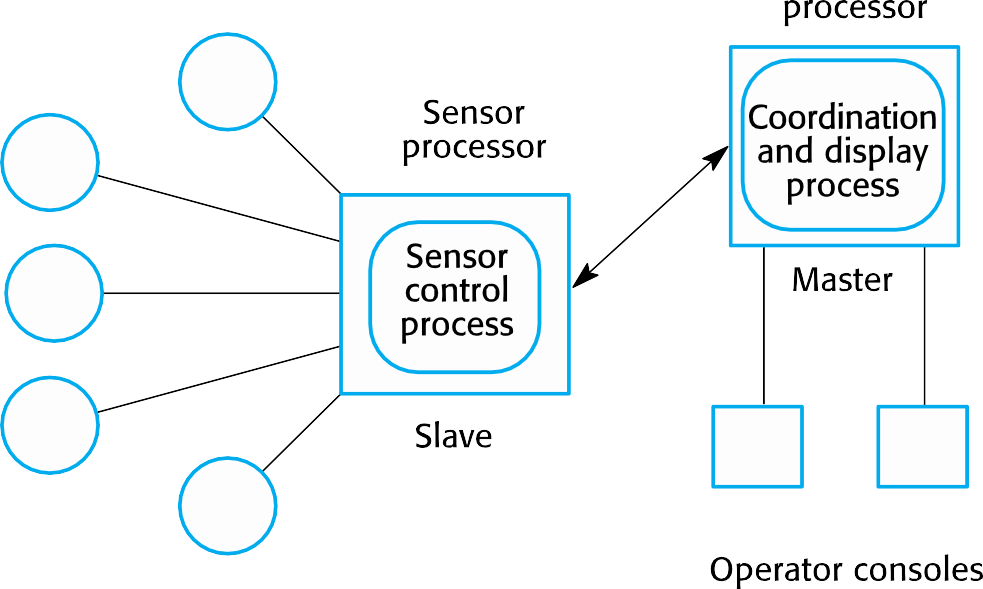 processor
Sensor
processor
Coordination
and display
process
Sensor
control
process
Master
Slave
Operator consoles